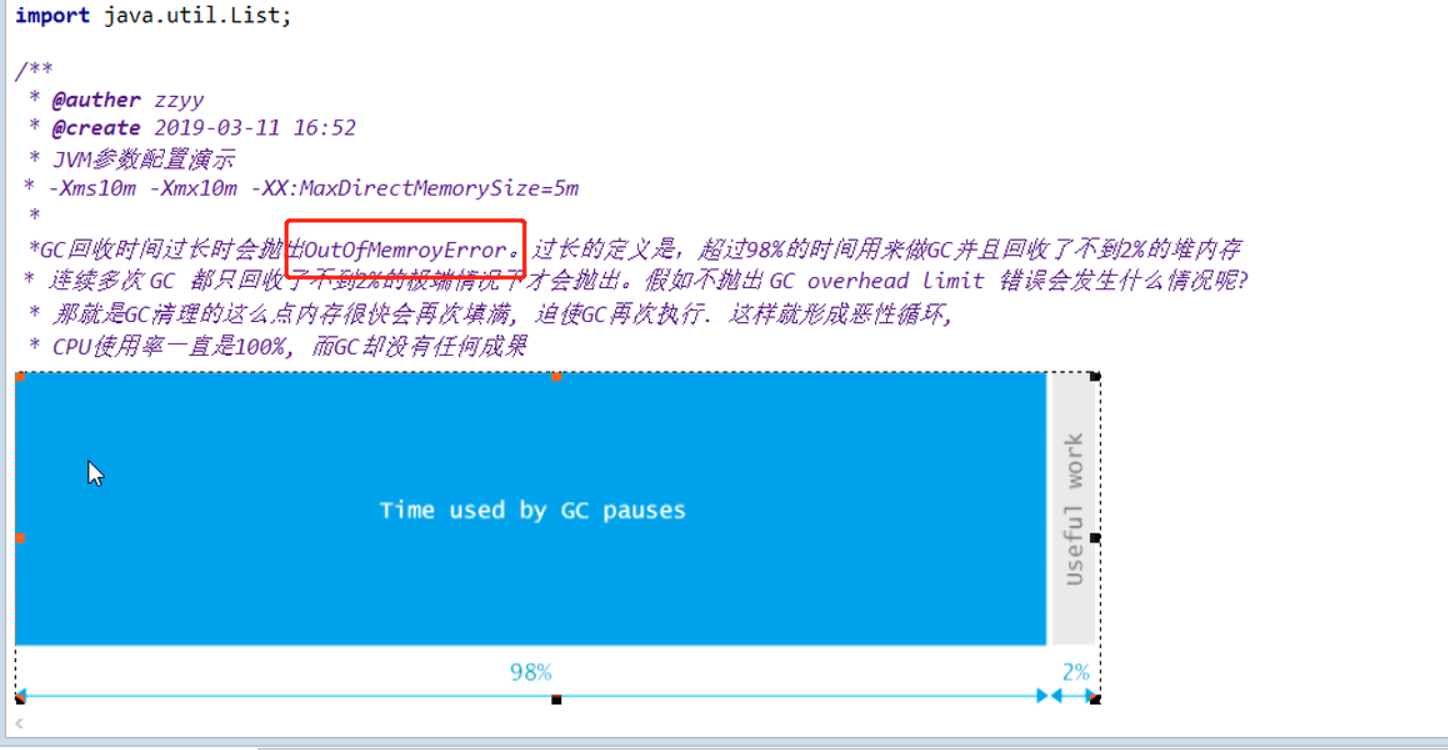 import java.util.List;
/**
* @auther zzyy
* @create 2019-03-11 16:52
* JVM参数配置演示
* -Xms10m -Xmx10m -XX:MaxDirectMemorySize=5m
*
*GC回收时间过长时会抛出OutOfMemroyError。过长的定义是，超过98%的时间用来做GC并且回收了不到2%的堆内存
* 连续多次 GC 都只回收了不到2%的极端情况下才会抛出。假如不抛出 GC overhead limit 错误会发生什么情况呢?
* 那就是GC清理的这么点内存很快会再次填满, 迫使GC再次执行. 这样就形成恶性循环,
* CPU使用率一直是100%, 而GC却没有任何成果
Time used by GC pauses
Useful work
98%
2%